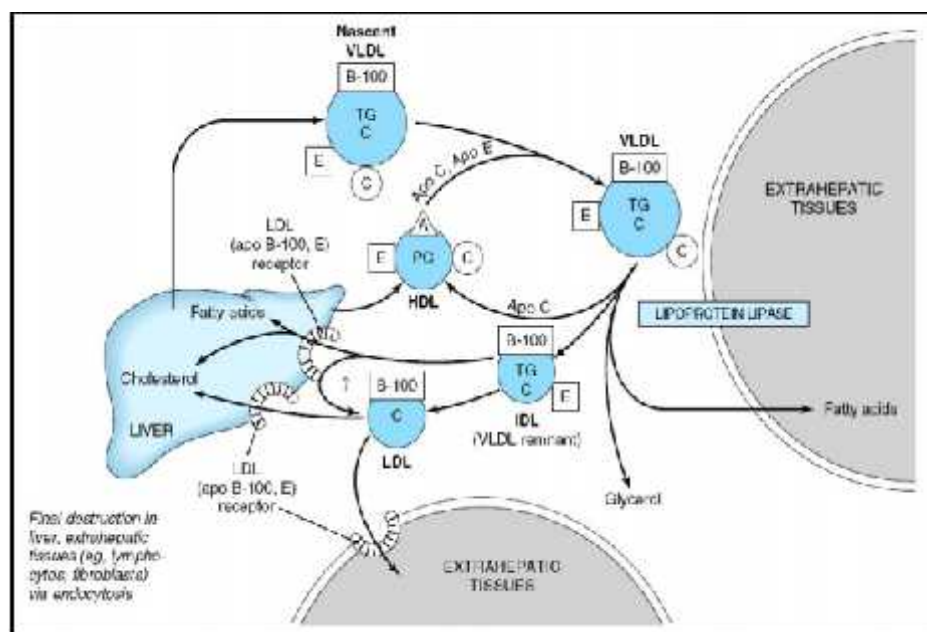 Nascent
VLDL
B-100
TG
C
E
C
Apo C, Apo E
VLDL
B-100
TG
C
E
C
EXTRAHEPATIC
TISSUES
LDL
(apo B-100, E)
receptor
A
E
PC
C
HDL
Apo C
LIPOPROTEIN LIPASE
Fatty acids
B-100
TG
C
E
IDL
(VLDL remnant)
Cholesterol
?
B-100
C
LDL
LIVER
Fatty acids
LDL
(apo B-100, E)
receptor
Glycerol
Final destruction in
liver, extrahepatic
tissues (eg, lympho-
cytes, fibroblasts)
via endocytosis
EXTRAHEPATIC
TISSUES